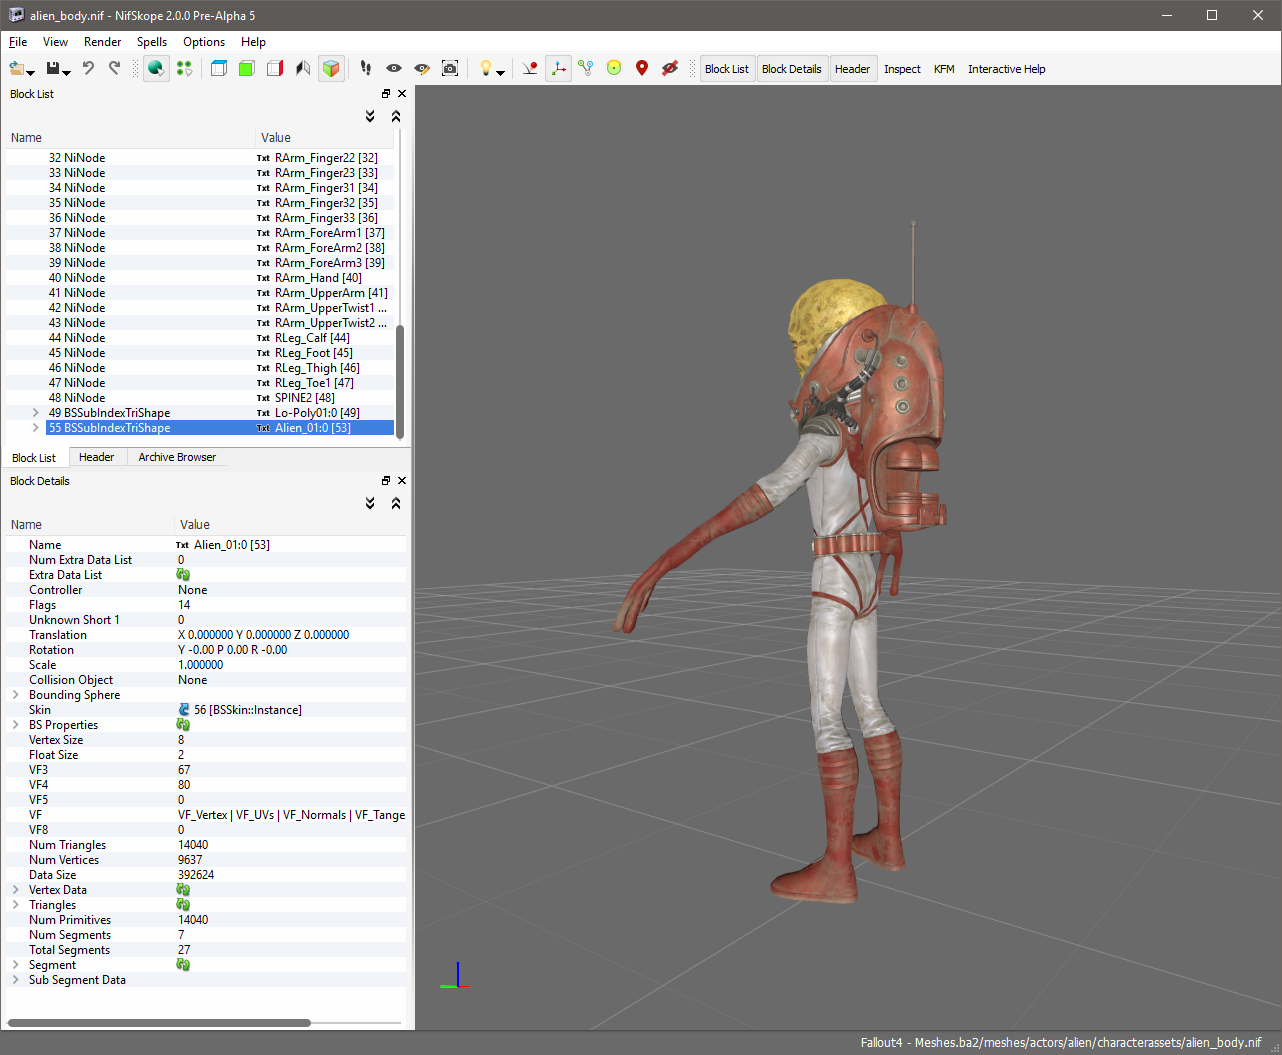 alien_body.nif - NifSkope 2.0.0 Pre-Alpha 5
File View Render Spells Options Help
Block List Block Details Header Inspect KFM Interactive Help
Block List
Name Value
32 NiNode Txt RArm_Finger22 [32]
33 NiNode Txt RArm_Finger23 [33]
34 NiNode Txt RArm_Finger31 [34]
35 NiNode Txt RArm_Finger32 [35]
36 NiNode Txt RArm_Finger33 [36]
37 NiNode Txt RArm_ForeArm1 [37]
38 NiNode Txt RArm_ForeArm2 [38]
39 NiNode Txt RArm_ForeArm3 [39]
40 NiNode Txt RArm_Hand [40]
41 NiNode Txt RArm_UpperArm [41]
42 NiNode Txt RArm_UpperTwist1 ...
43 NiNode Txt RArm_UpperTwist2 ...
44 NiNode Txt RLeg_Calf [44]
45 NiNode Txt RLeg_Foot [45]
46 NiNode Txt RLeg_Thigh [46]
47 NiNode Txt RLeg_Toe1 [47]
48 NiNode Txt SPINE2 [48]
49 BSSubIndexTriShape Txt Lo-Poly01:0 [49]
55 BSSubIndexTriShape Txt Alien_01:0 [53]
Block List Header Archive Browser
Block Details
Name Value
Name Txt Alien_01:0 [53]
Num Extra Data List 0
Extra Data List
Controller None
Flags 14
Unknown Short 1 0
Translation X 0.000000 Y 0.000000 Z 0.000000
Rotation Y -0.00 P 0.00 R -0.00
Scale 1.000000
Collision Object None
Bounding Sphere
Skin 56 [BSSkin::Instance]
BS Properties
Vertex Size 8
Float Size 2
VF3 67
VF4 80
VF5 0
VF VF_Vertex | VF_UVs | VF_Normals | VF_Tange
VF8 0
Num Triangles 14040
Num Vertices 9637
Data Size 392624
Vertex Data
Triangles
Num Primitives 14040
Num Segments 7
Total Segments 27
Segment
Sub Segment Data
Fallout4 - Meshes.ba2/meshes/actors/alien/characterassets/alien_body.nif